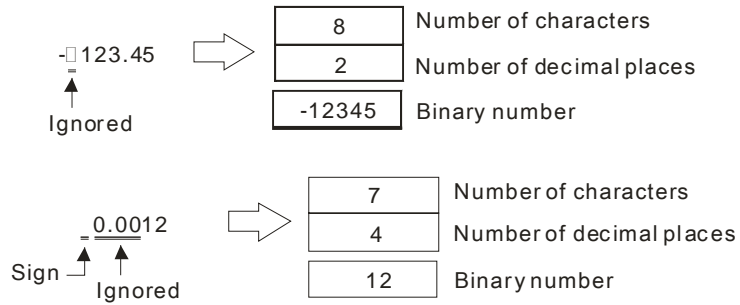 8 Number of characters
-□123.45
2 Number of decimal places
Ignored
-12345 Binary number
7 Number of characters
- 0.0012
4 Number of decimal places
Sign
Ignored
12 Binary number